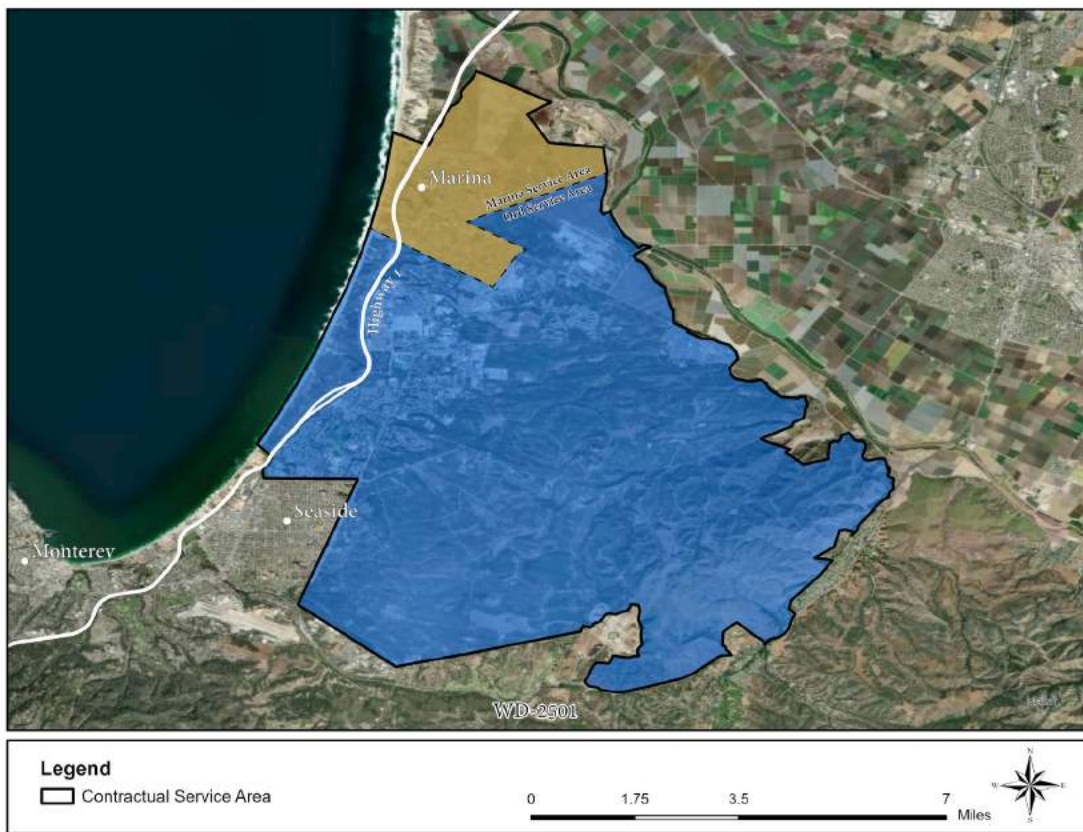 Marina
Marina Service Area
Ord Service Area
Highway 1
Seaside
Monterey
WD-2501
Legend
Contractual Service Area
0 1.75 3.5 7
Miles
N
W E
S